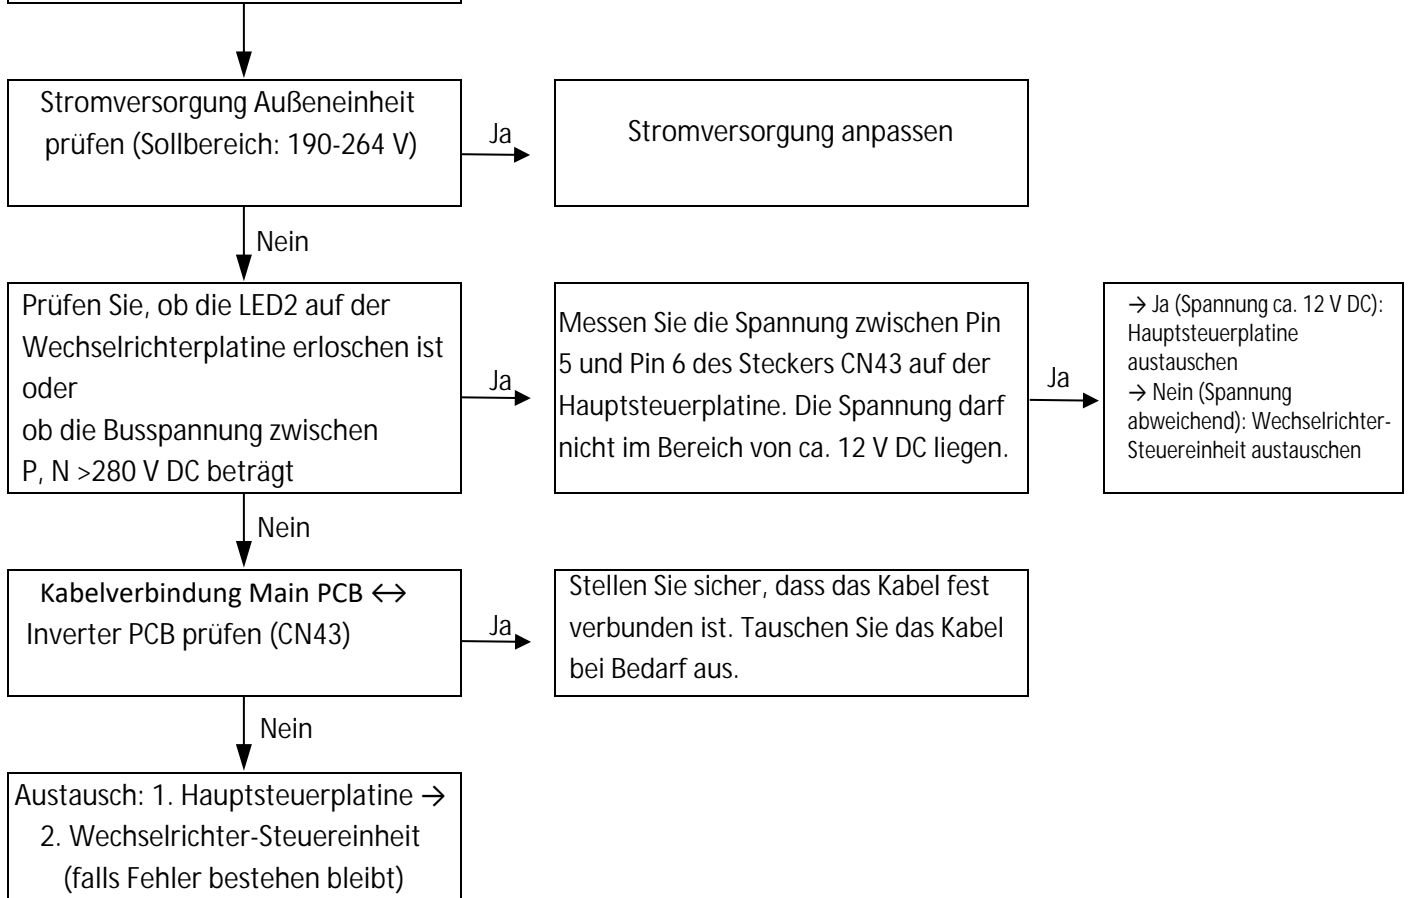 Stromversorgung Außeneinheit
prüfen (Sollbereich: 190-264 V)
Ja
Stromversorgung anpassen
Nein
Prüfen Sie, ob die LED2 auf der
Wechselrichterplatine erloschen ist
oder
ob die Busspannung zwischen
P, N >280 V DC beträgt
Ja
Messen Sie die Spannung zwischen Pin
5 und Pin 6 des Steckers CN43 auf der
Hauptsteuerplatine. Die Spannung darf
nicht im Bereich von ca. 12 V DC liegen.
Ja
→ Ja (Spannung ca. 12 V DC):
Hauptsteuerplatine
austauschen
→ Nein (Spannung
abweichend): Wechselrichter-
Steuereinheit austauschen
Nein
Kabelverbindung Main PCB ↔
Inverter PCB prüfen (CN43)
Ja
Stellen Sie sicher, dass das Kabel fest
verbunden ist. Tauschen Sie das Kabel
bei Bedarf aus.
Nein
Austausch: 1. Hauptsteuerplatine →
2. Wechselrichter-Steuereinheit
(falls Fehler bestehen bleibt)